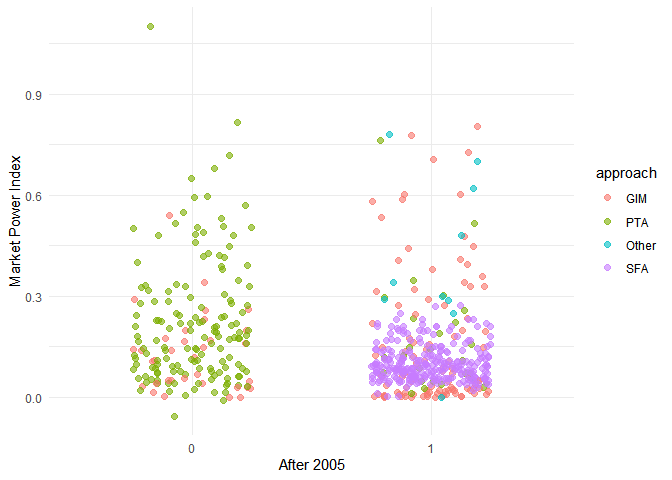 0.9
0.6
0.3
0.0
Market Power Index
0
1
After 2005
approach
GIM
PTA
Other
SFA